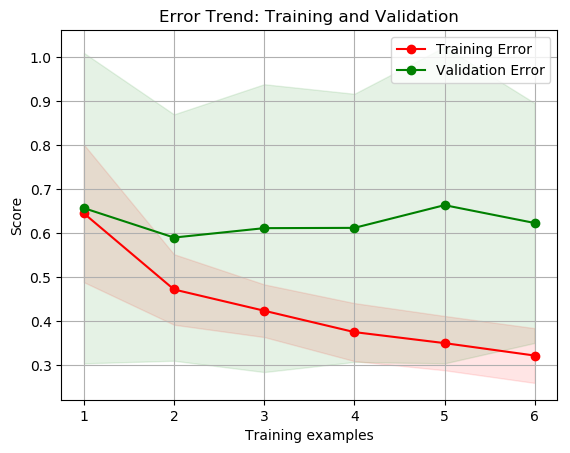 Error Trend: Training and Validation
Training Error
Validation Error
1.0
0.9
0.8
0.7
0.6
0.5
0.4
0.3
Score
1 2 3 4 5 6
Training examples